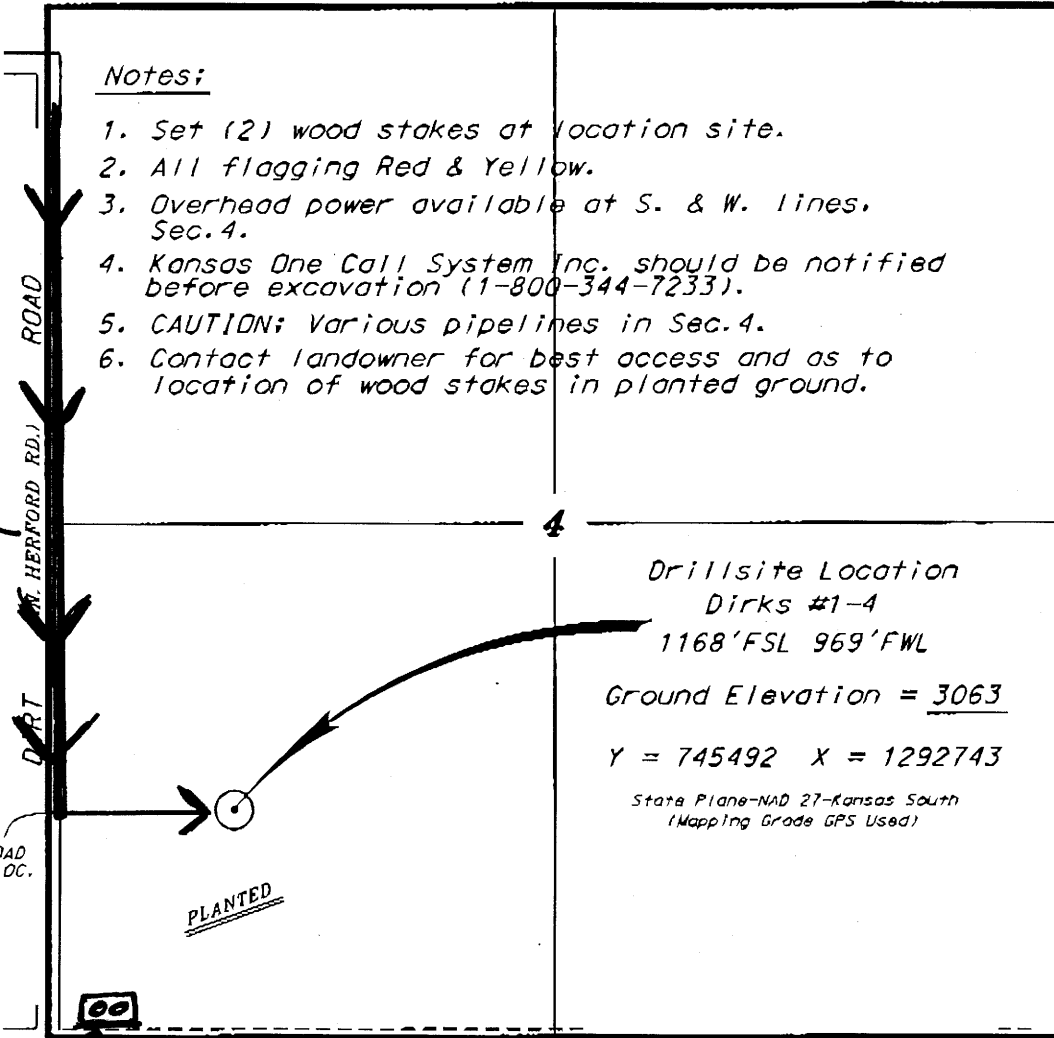 Notes:
1. Set (2) wood stakes at location site.
2. All flagging Red & Yellow.
3. Overhead power available at S. & W. lines,
Sec.4.
4. Kansas One Call System Inc. should be notified
before excavation (1-800-344-7233).
5. CAUTION: Various pipelines in Sec.4.
6. Contact landowner for best access and as to
location of wood stakes in planted ground.
ROAD
HERFORD RD.)
4
Drillsite Location
Dirks #1-4
1168'FSL 969'FWL
Ground Elevation = 3063
Y = 745492 X = 1292743
State Plane-NAD 27-Kansas South
(Mapping Grade GPS Used)
PLANTED